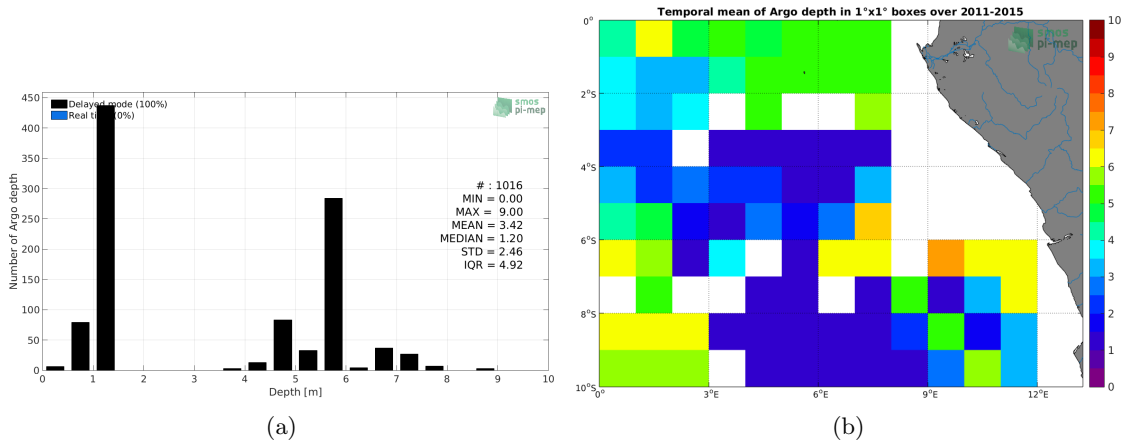 Temporal mean of Argo depth in 1°x1° boxes over 2011-2015
smos
pi-mep
Delayed mode (100%)
Real ti (0%)
# : 1016
MIN = 0.00
MAX = 9.00
MEAN = 3.42
MEDIAN = 1.20
STD = 2.46
IQR = 4.92
Number of Argo depth
450
400
350
300
250
200
150
100
50
0
0 1 2 3 4 5 6 7 8 9 10
Depth [m]
(a)
smos
pi-mep
0°
2°S
4°S
6°S
8°S
10°S
0° 3°E 6°E 9°E 12°E
10
9
8
7
6
5
4
3
2
1
0
(b)